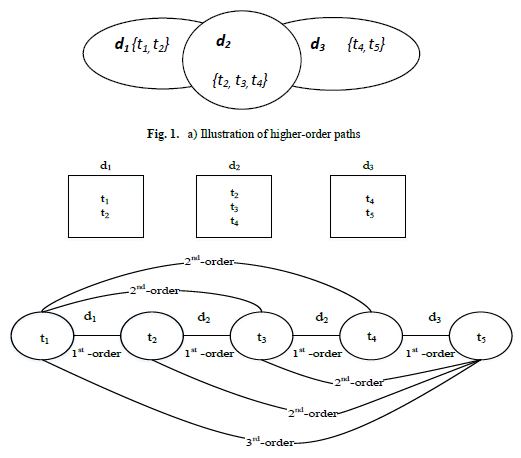 d1{t1, t2} d2 d3 {t4, t5}
{t2, t3, t4}
Fig. 1. a) Illustration of higher-order paths
d1 d2 d3
t1 t2 t4
t2 t3 t5
t4
2nd-order
2nd-order
d1 d2 d2 d3
t1 t2 t3 t4 t5
1st -order 1st -order 1st -order 1st -order
2nd-order
2nd-order
3rd-order